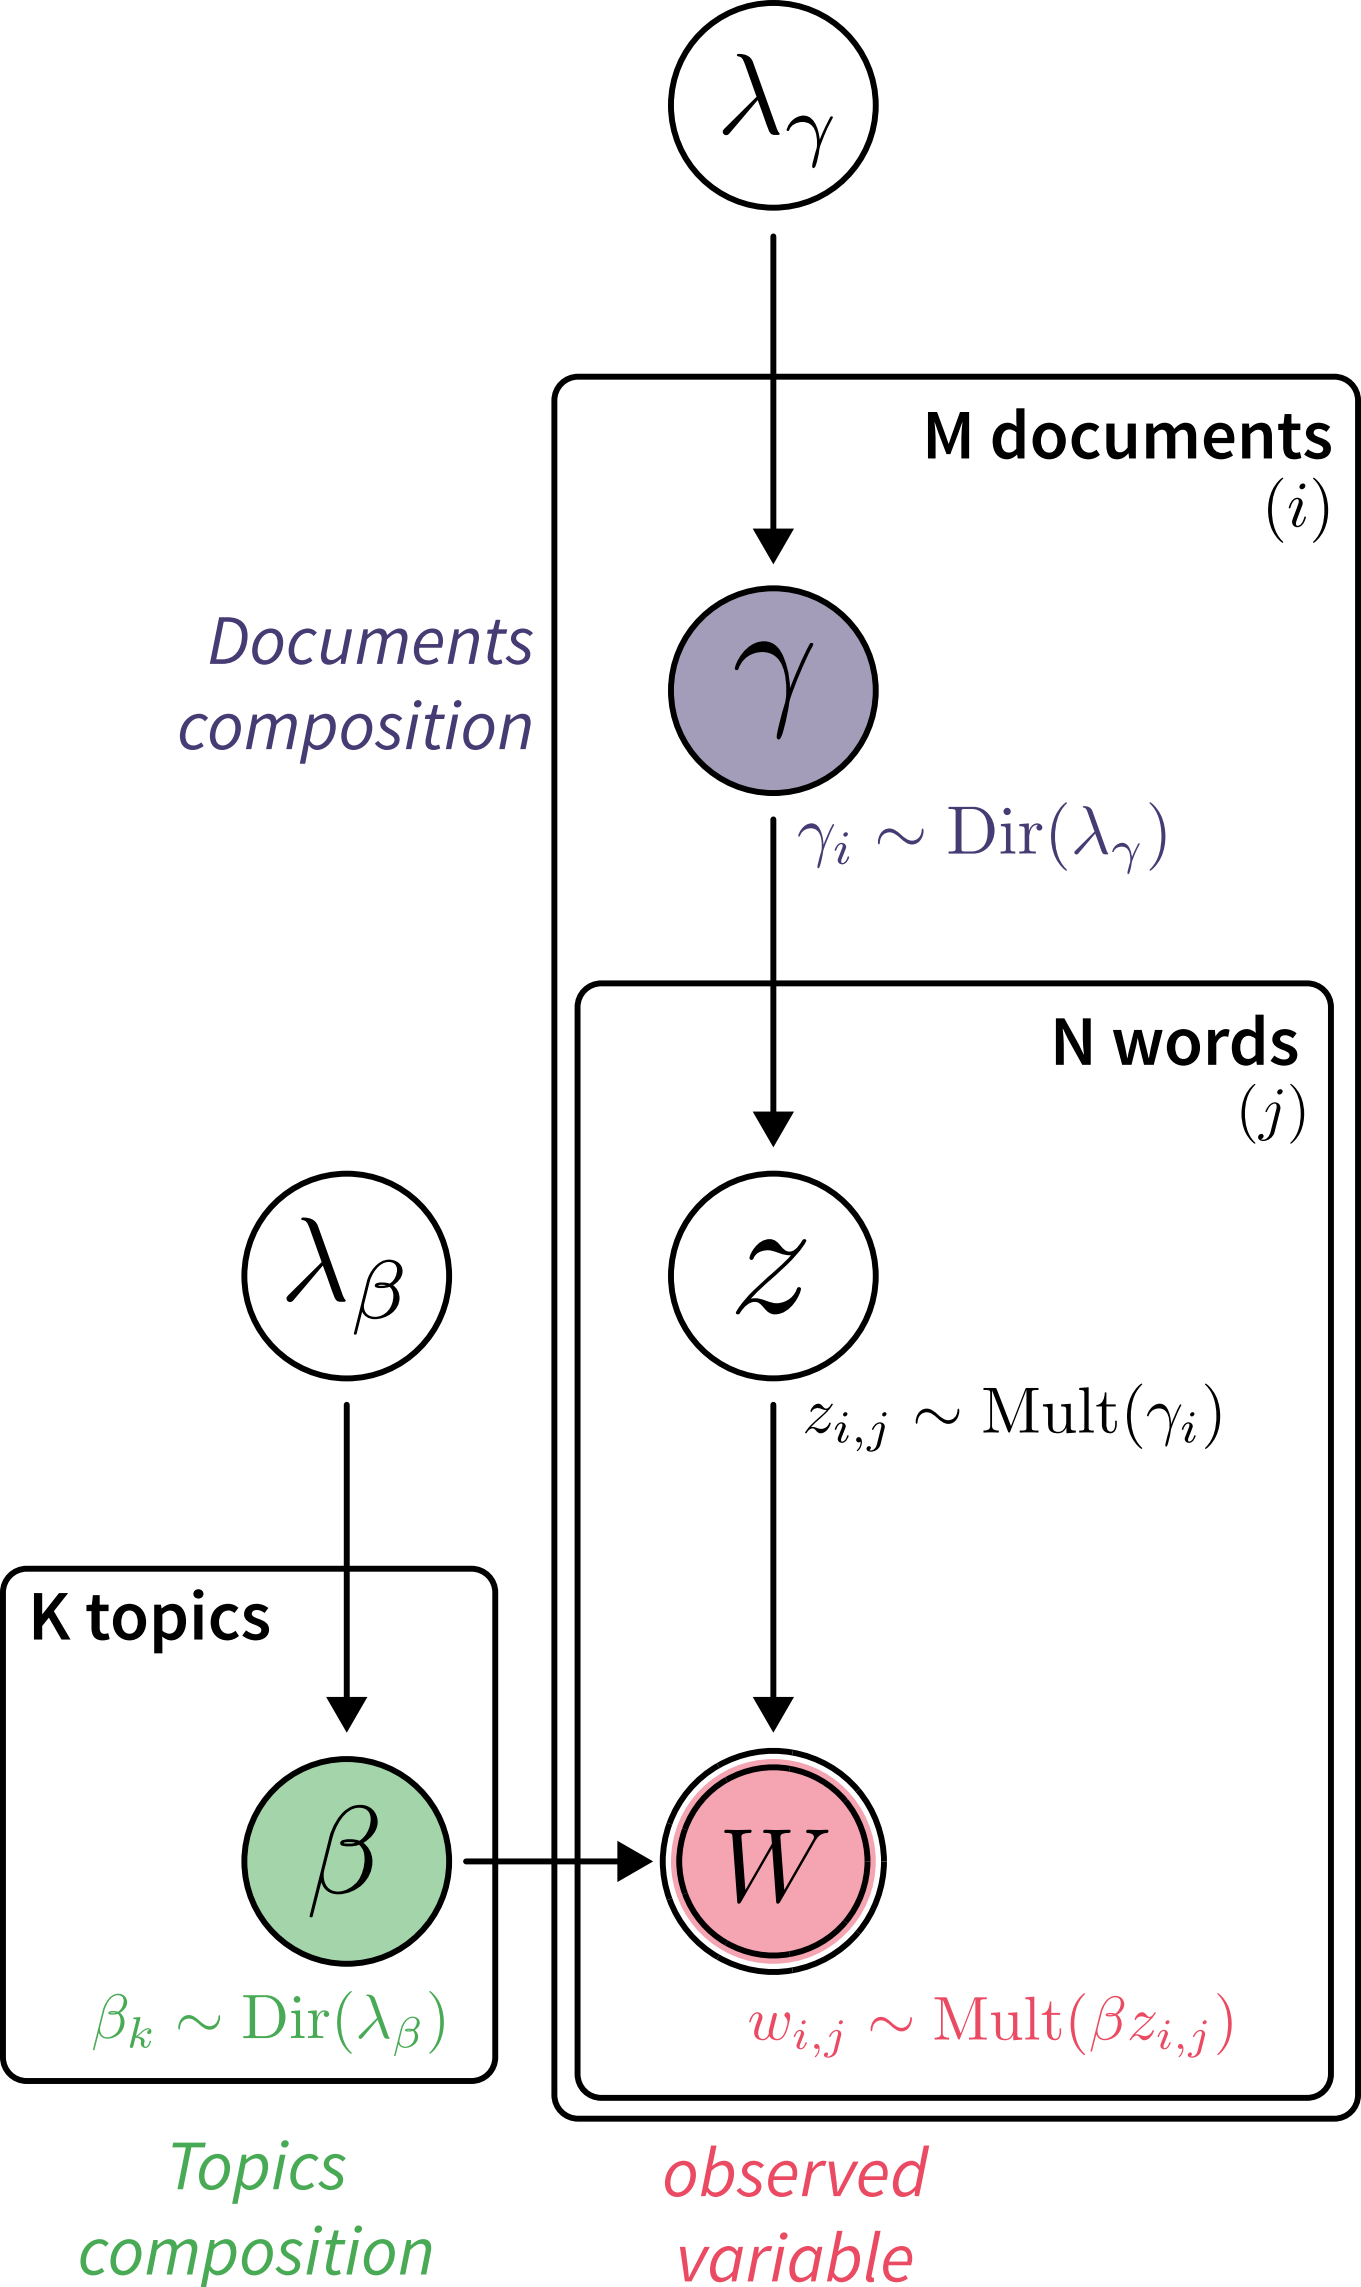 λγ
M documents
(i)
Documents
composition
γ
γi ∼ Dir(λγ)
N words
(j)
λβ
z
zi,j ∼ Mult(γi)
K topics
β
w
βk ∼ Dir(λβ)
wi,j ∼ Mult(βzi,j)
Topics
composition
observed
variable